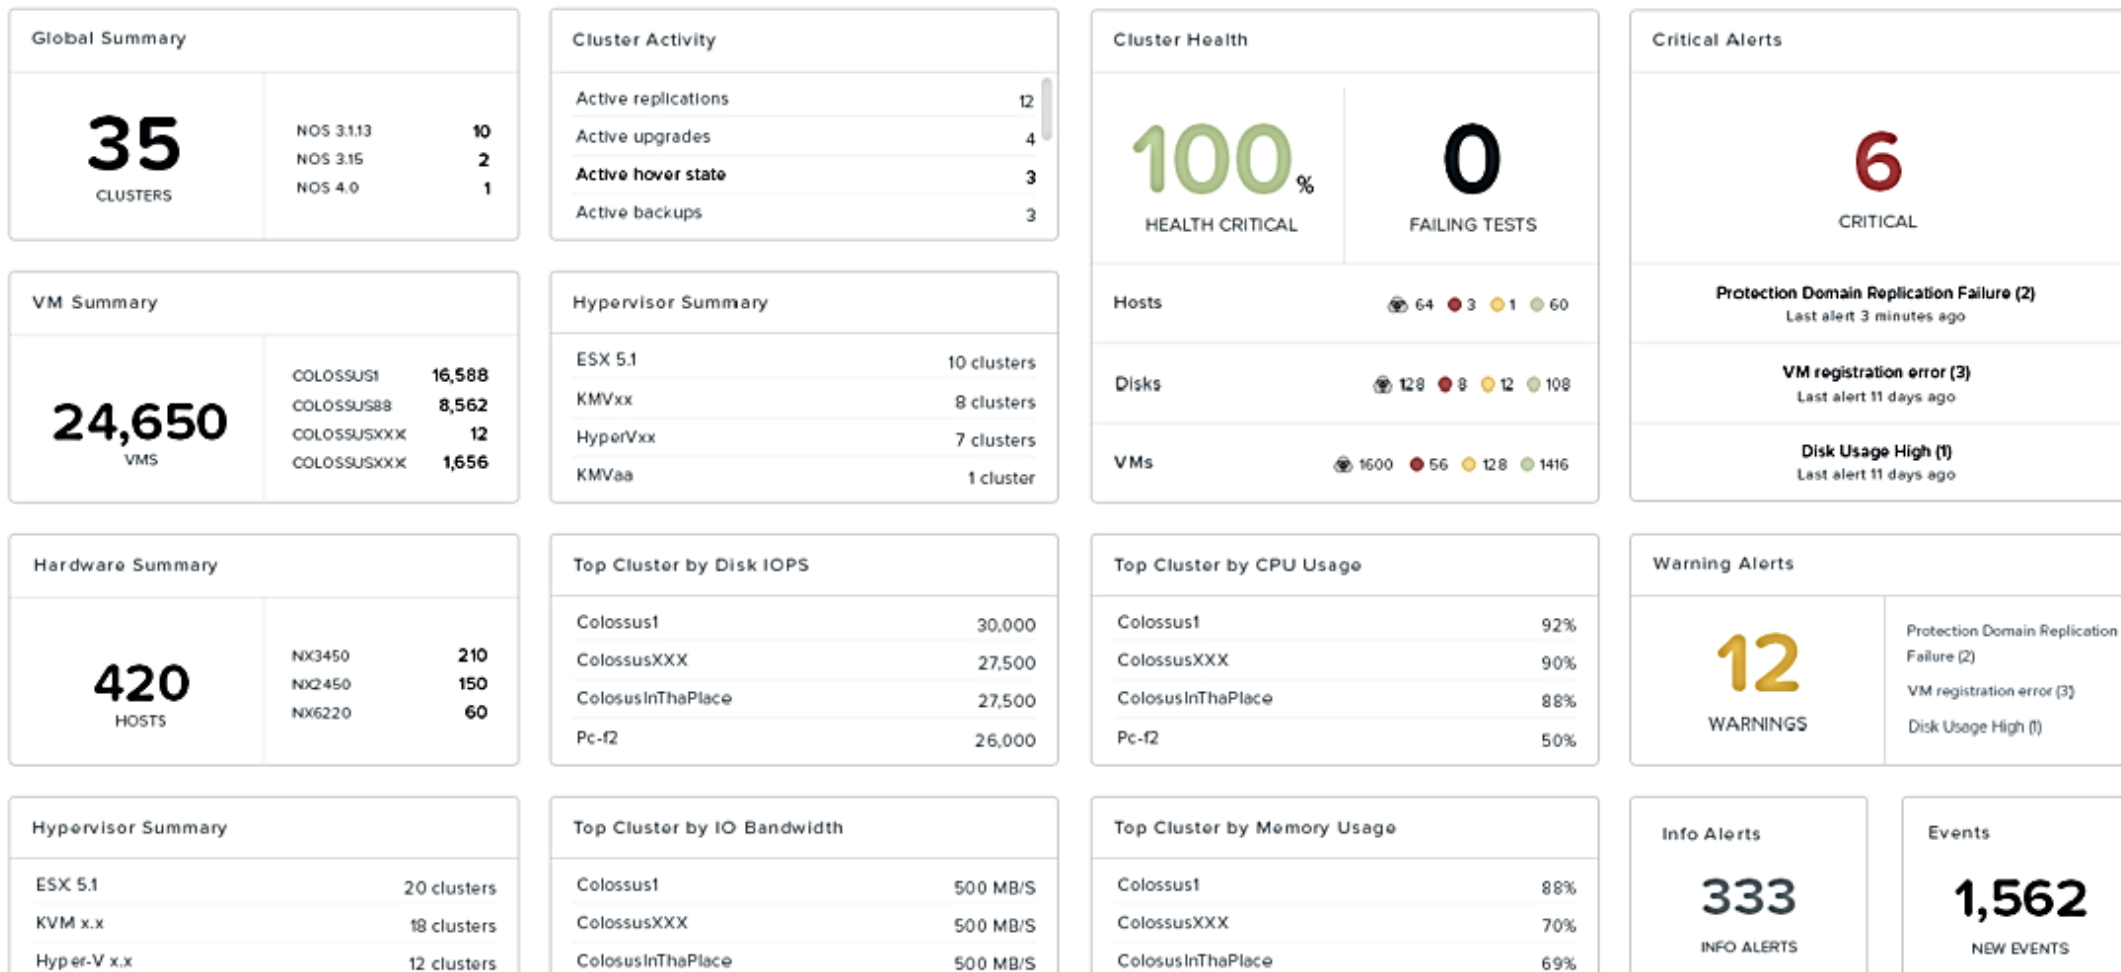 Global Summary
35
CLUSTERS
NOS 3.1.13 10
NOS 3.15 2
NOS 4.0 1
Cluster Activity
Active replications 12
Active upgrades 4
Active hover state 3
Active backups 3
Cluster Health
100%
HEALTH CRITICAL
0
FAILING TESTS
Hosts 64 3 1 60
Disks 128 8 12 108
VMs 1600 56 128 1416
Critical Alerts
6
CRITICAL
Protection Domain Replication Failure (2)
Last alert 3 minutes ago
VM registration error (3)
Last alert 11 days ago
Disk Usage High (1)
Last alert 11 days ago
VM Summary
24,650
VMS
COLOSSUS1 16,588
COLOSSUS88 8,562
COLOSSUSXXX 12
COLOSSUSXXX 1,656
Hypervisor Summary
ESX 5.1 10 clusters
KMVxx 8 clusters
HyperVxx 7 clusters
KMVaa 1 cluster
Hardware Summary
420
HOSTS
NX3450 210
NX2450 150
NX6220 60
Top Cluster by Disk IOPS
Colossus1 30,000
ColossusXXX 27,500
ColosusInThaPlace 27,500
Pc-f2 26,000
Top Cluster by CPU Usage
Colossus1 92%
ColossusXXX 90%
ColosusInThaPlace 88%
Pc-f2 50%
Warning Alerts
12
WARNINGS
Protection Domain Replication
Failure (2)
VM registration error (3)
Disk Usage High (1)
Hypervisor Summary
ESX 5.1 20 clusters
KVM x.x 18 clusters
Hyper-V x.x 12 clusters
Top Cluster by IO Bandwidth
Colossus1 500 MB/S
ColossusXXX 500 MB/S
ColosusInThaPlace 500 MB/S
Top Cluster by Memory Usage
Colossus1 88%
ColossusXXX 70%
ColosusInThaPlace 69%
Info Alerts
333
INFO ALERTS
Events
1,562
NEW EVENTS